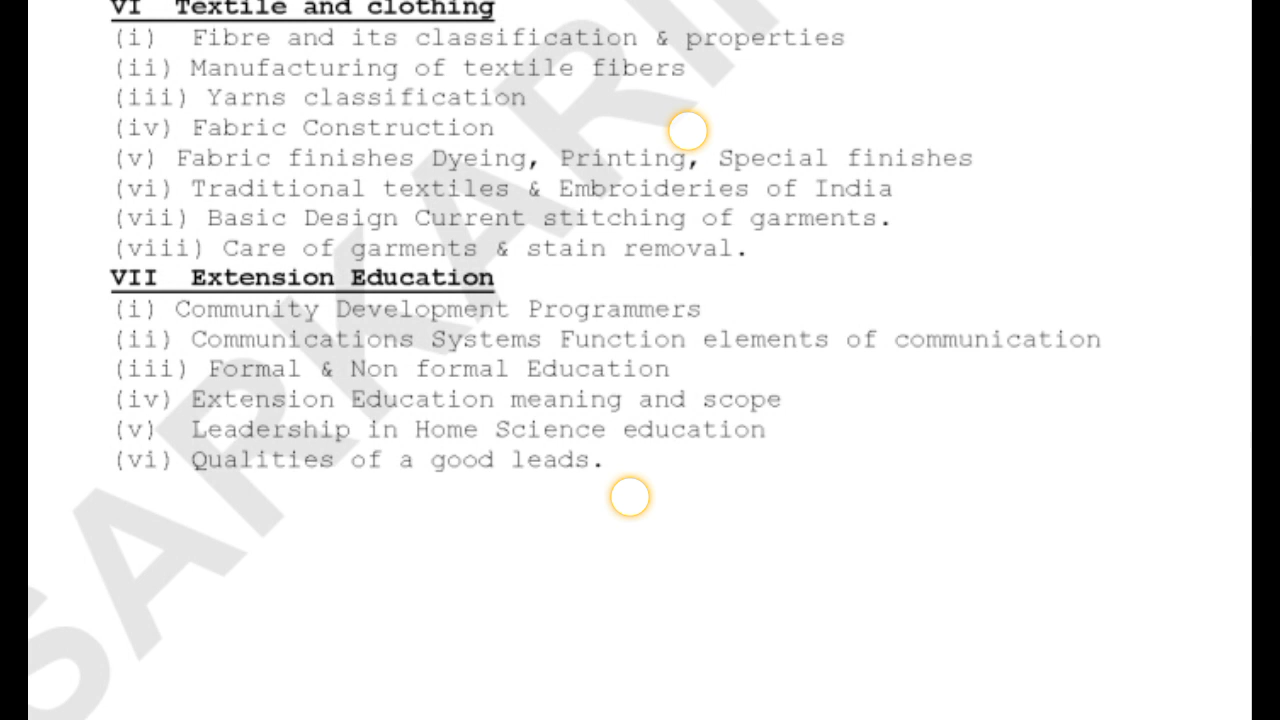 VI Textile and clothing
(i) Fibre and its classification & properties
(ii) Manufacturing of textile fibers
(iii) Yarns classification
(iv) Fabric Construction
(v) Fabric finishes Dyeing, Printing, Special finishes
(vi) Traditional textiles & Embroideries of India
(vii) Basic Design Current stitching of garments.
(viii) Care of garments & stain removal.
VII Extension Education
(i) Community Development Programmers
(ii) Communications Systems Function elements of communication
(iii) Formal & Non formal Education
(iv) Extension Education meaning and scope
(v) Leadership in Home Science education
(vi) Qualities of a good leads.
SARKARI